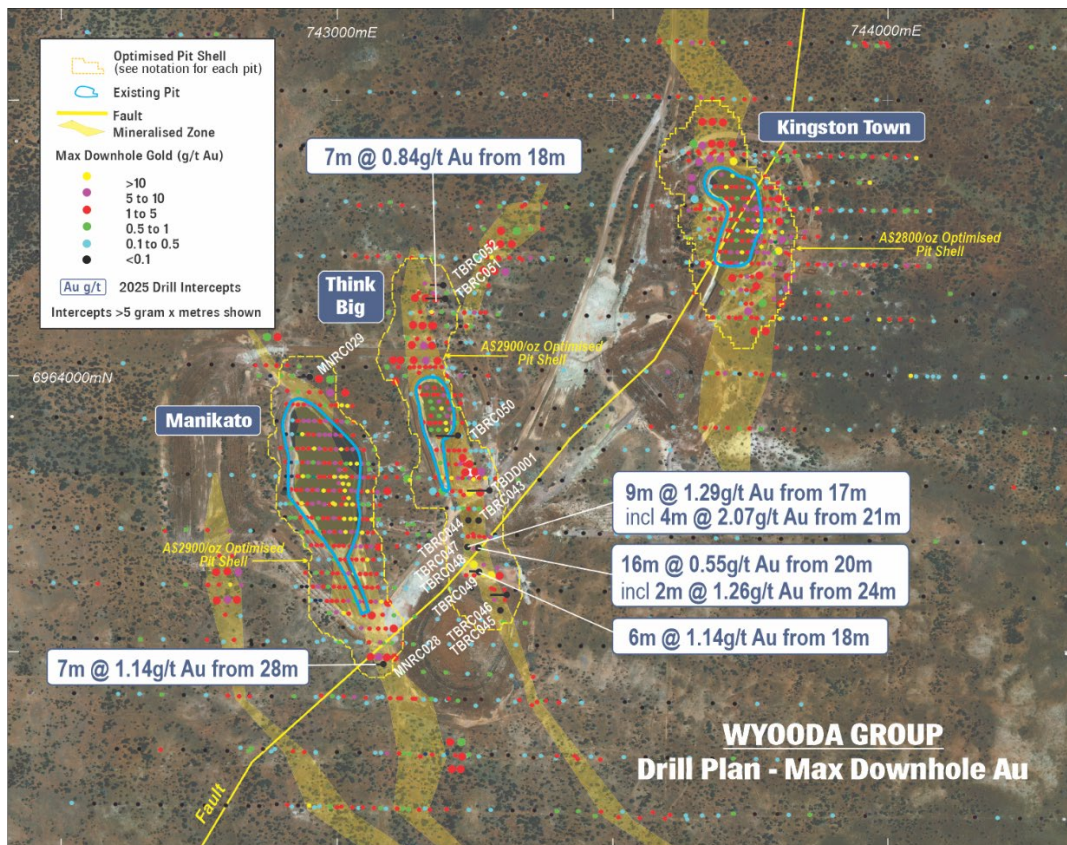 743000mE
744000mE
Optimised Pit Shell
(see notation for each pit)
Existing Pit
Fault
Mineralised Zone
Max Downhole Gold (g/t Au)
>10
5 to 10
1 to 5
0.5 to 1
0.1 to 0.5
<0.1
Au g/t 2025 Drill Intercepts
Intercepts >5 gram x metres shown
Kingston Town
7m @ 0.84g/t Au from 18m
A$2800/oz Optimised
Pit Shell
TBRC052
TBRC051
Think
Big
A$2900/oz Optimised
Pit Shell
MNRC029
6964000mN
Manikato
TBRC050
TBDD001
TBRC043
9m @ 1.29g/t Au from 17m
incl 4m @ 2.07g/t Au from 21m
TBRC044
TBRC047
TBRC048
A$2900/oz Optimised
Pit Shell
16m @ 0.55g/t Au from 20m
incl 2m @ 1.26g/t Au from 24m
TBRC049
TBRC046
TBRC045
6m @ 1.14g/t Au from 18m
MNRC028
7m @ 1.14g/t Au from 28m
WYOODA GROUP
Drill Plan - Max Downhole Au
Fault